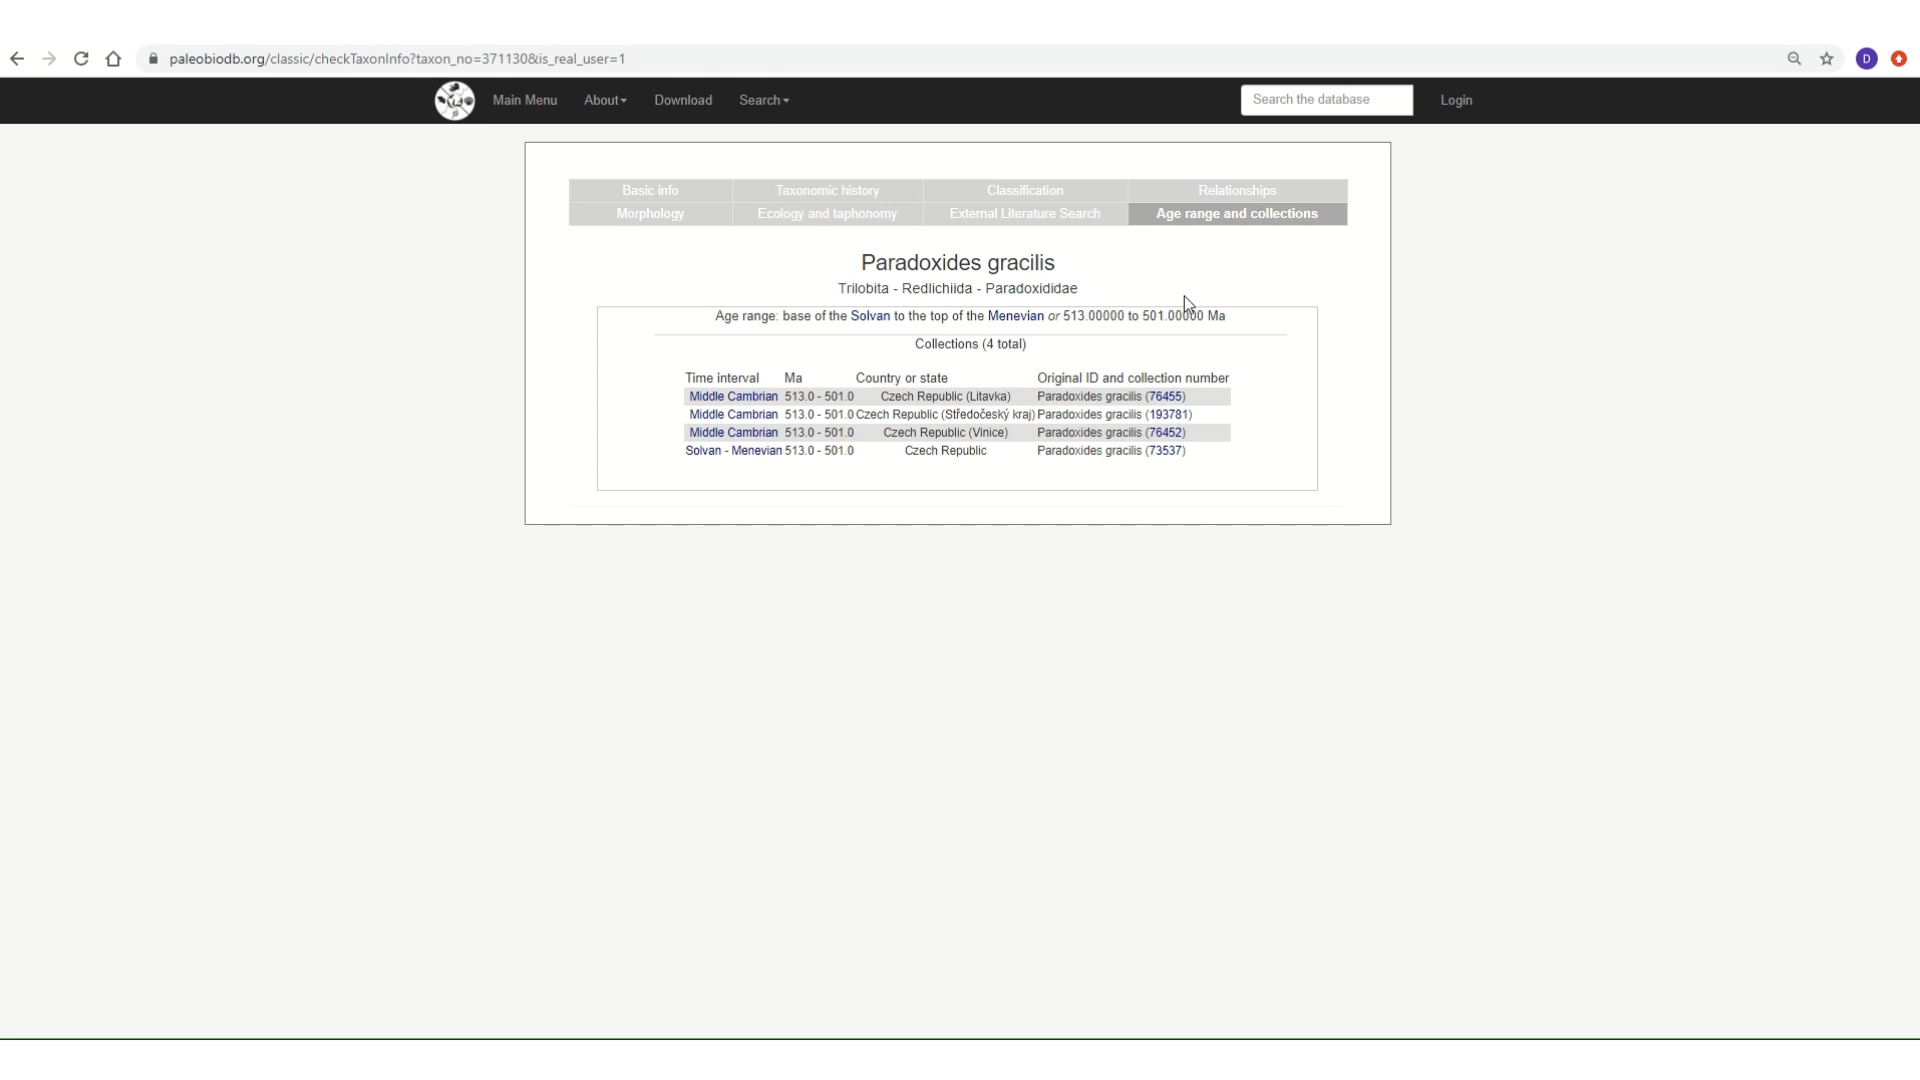 paleobiodb.org/classic/checkTaxonInfo?taxon_no=371130&is_real_user=1
D
Main Menu About Download Search Search the database Login
Basic info Taxonomic history Classification Relationships
Morphology Ecology and taphonomy External Literature Search Age range and collections
Paradoxides gracilis
Trilobita - Redlichiida - Paradoxididae
Age range: base of the Solvan to the top of the Menevian or 513.00000 to 501.00000 Ma
Collections (4 total)
Time interval Ma Country or state Original ID and collection number
Middle Cambrian 513.0 - 501.0 Czech Republic (Litavka) Paradoxides gracilis (76455)
Middle Cambrian 513.0 - 501.0 Czech Republic (Středočeský kraj) Paradoxides gracilis (193781)
Middle Cambrian 513.0 - 501.0 Czech Republic (Vinice) Paradoxides gracilis (76452)
Solvan - Menevian 513.0 - 501.0 Czech Republic Paradoxides gracilis (73537)